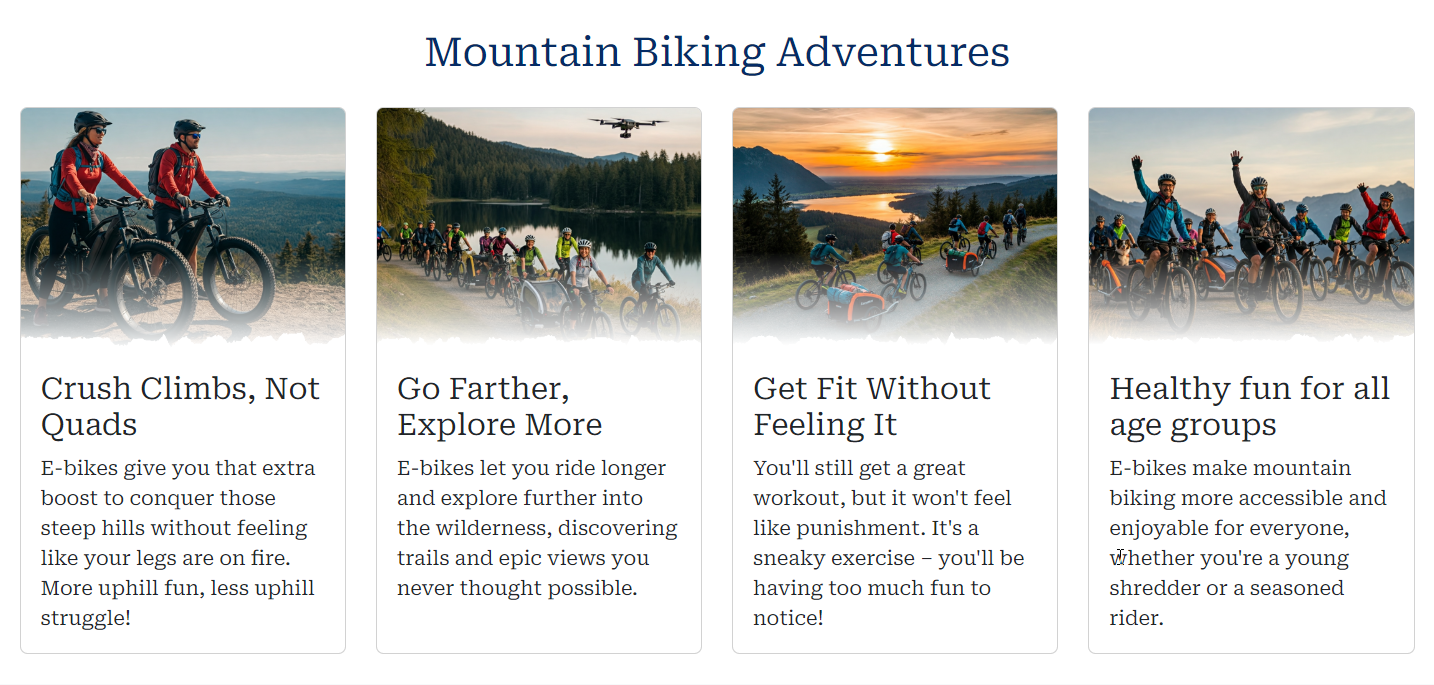 Mountain Biking Adventures
Crush Climbs, Not
Quads
E-bikes give you that extra
boost to conquer those
steep hills without feeling
like your legs are on fire.
More uphill fun, less uphill
struggle!
Go Farther,
Explore More
E-bikes let you ride longer
and explore further into
the wilderness, discovering
trails and epic views you
never thought possible.
Get Fit Without
Feeling It
You'll still get a great
workout, but it won't feel
like punishment. It's a
sneaky exercise – you'll be
having too much fun to
notice!
Healthy fun for all
age groups
E-bikes make mountain
biking more accessible and
enjoyable for everyone,
whether you're a young
shredder or a seasoned
rider.